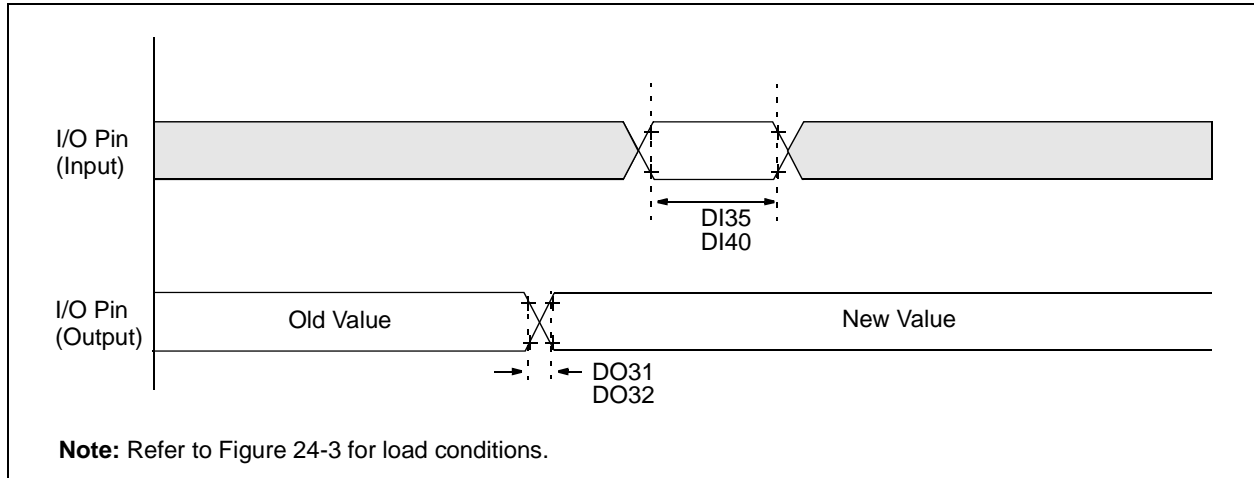 I/O Pin
(Input)
DI35
DI40
I/O Pin
(Output)
Old Value
New Value
DO31
DO32
Note: Refer to Figure 24-3 for load conditions.